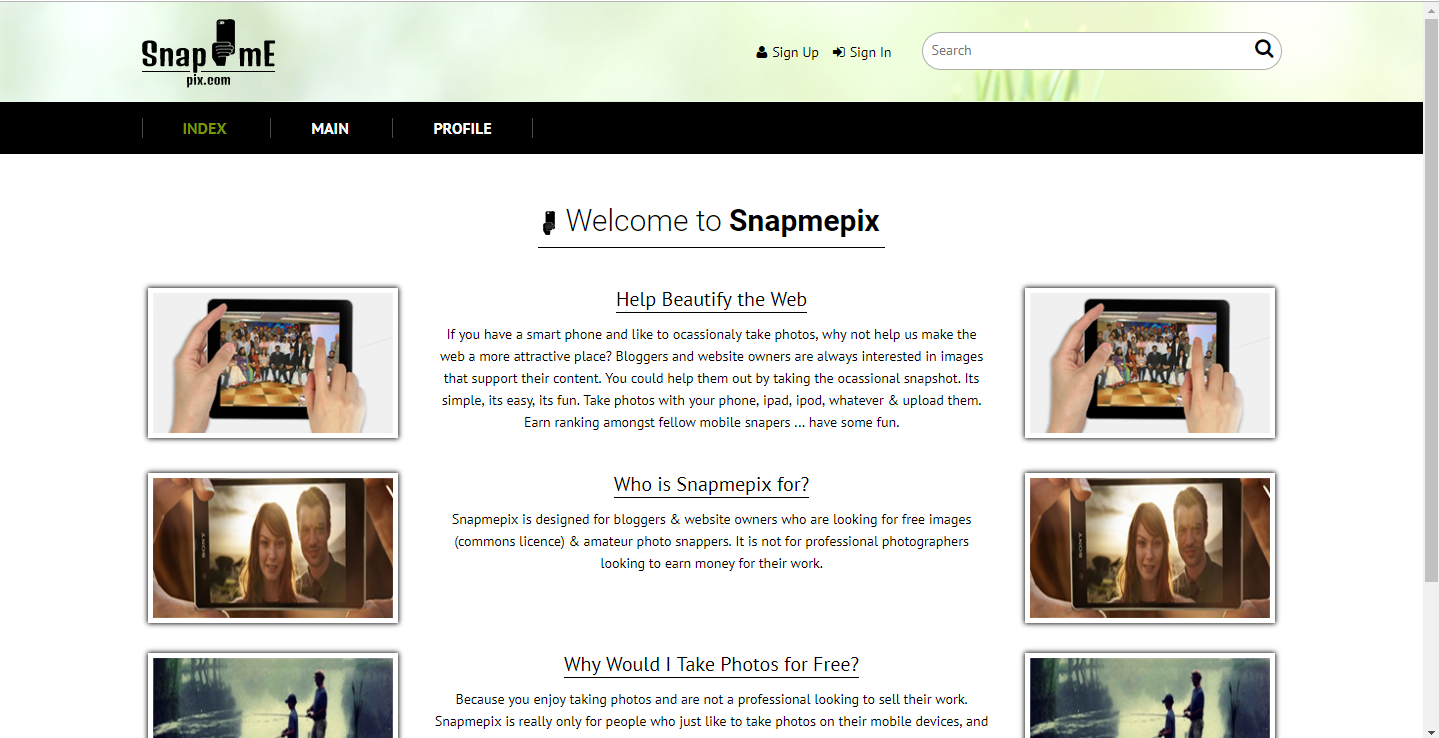 Snap mE
pix.com
Sign Up Sign In Search
INDEX MAIN PROFILE
Welcome to Snapmepix
Help Beautify the Web
If you have a smart phone and like to ocassionaly take photos, why not help us make the
web a more attractive place? Bloggers and website owners are always interested in images
that support their content. You could help them out by taking the ocassional snapshot. Its
simple, its easy, its fun. Take photos with your phone, ipad, ipod, whatever & upload them.
Earn ranking amongst fellow mobile snapers ... have some fun.
SONY
Who is Snapmepix for?
Snapmepix is designed for bloggers & website owners who are looking for free images
(commons licence) & amateur photo snappers. It is not for professional photographers
looking to earn money for their work.
SONY
Why Would I Take Photos for Free?
Because you enjoy taking photos and are not a professional looking to sell their work.
Snapmepix is really only for people who just like to take photos on their mobile devices, and